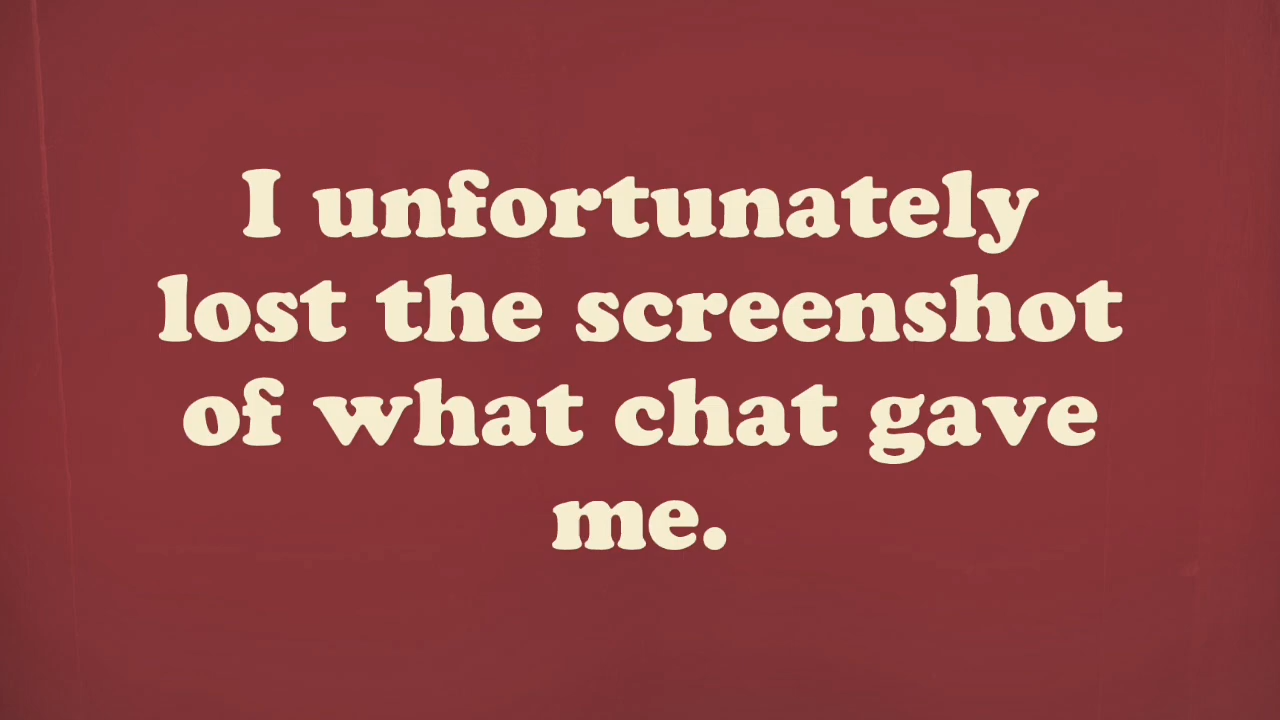 I unfortunately
lost the screenshot
of what chat gave
me.